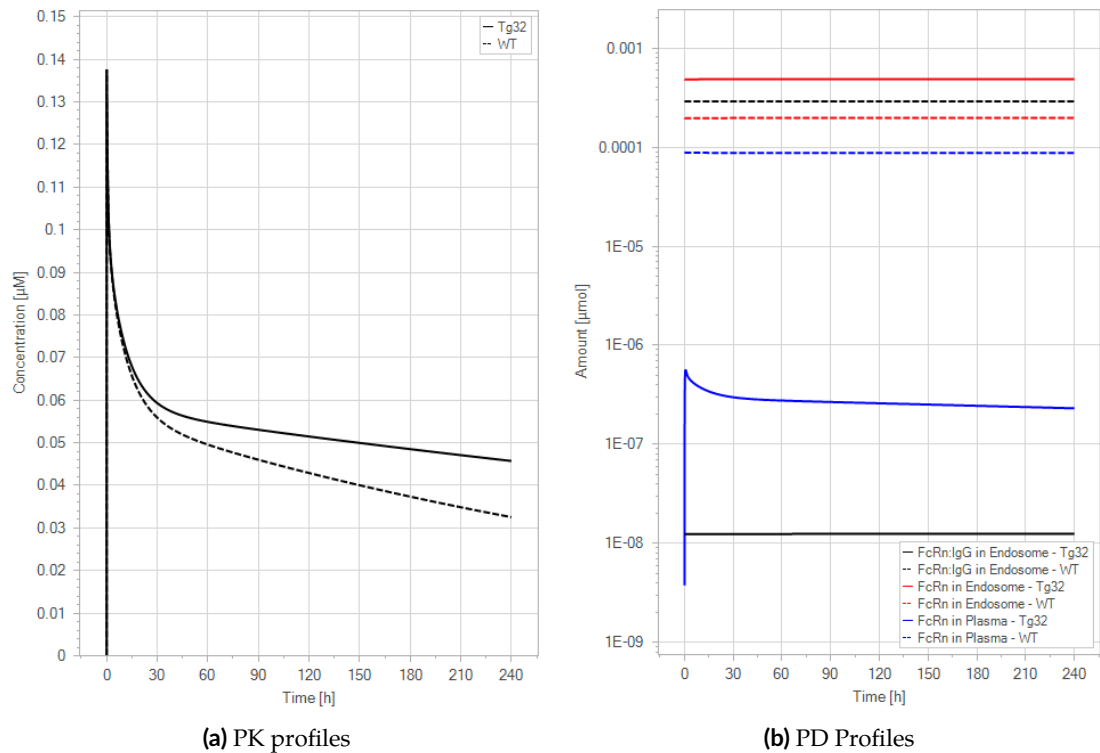 0.15
0.14
0.13
0.12
0.11
0.1
0.09
0.08
0.07
0.06
0.05
0.04
0.03
0.02
0.01
0
Concentration [µM]
0 30 60 90 120 150 180 210 240
Time [h]
Tg32
WT
(a) PK profiles
0.001
0.0001
1E-05
1E-06
1E-07
1E-08
1E-09
Amount [µmol]
0 30 60 90 120 150 180 210 240
Time [h]
FcRn:IgG in Endosome - Tg32
FcRn:IgG in Endosome - WT
FcRn in Endosome - Tg32
FcRn in Endosome - WT
FcRn in Plasma - Tg32
FcRn in Plasma - WT
(b) PD Profiles